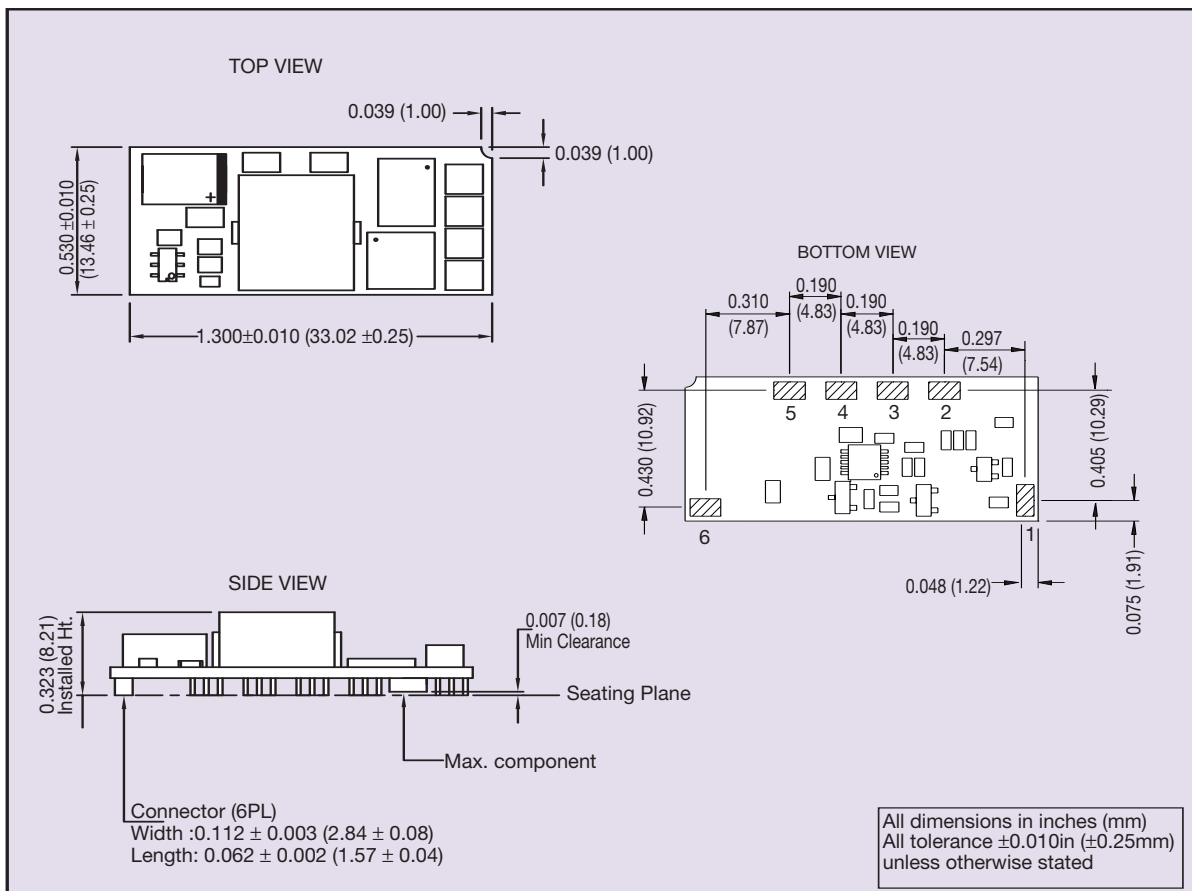 TOP VIEW
0.039 (1.00)
0.039 (1.00)
0.530 ±0.010
(13.46 ± 0.25)
+
1.300±0.010 (33.02 ±0.25)
BOTTOM VIEW
0.310
(7.87)
0.190
(4.83)
0.190
(4.83)
0.190
(4.83)
0.297
(7.54)
5 4 3 2
0.430 (10.92)
0.405 (10.29)
6
1
0.048 (1.22)
0.075 (1.91)
SIDE VIEW
0.323 (8.21)
Installed Ht.
0.007 (0.18)
Min Clearance
Seating Plane
Max. component
Connector (6PL)
Width :0.112 ± 0.003 (2.84 ± 0.08)
Length: 0.062 ± 0.002 (1.57 ± 0.04)
All dimensions in inches (mm)
All tolerance ±0.010in (±0.25mm)
unless otherwise stated